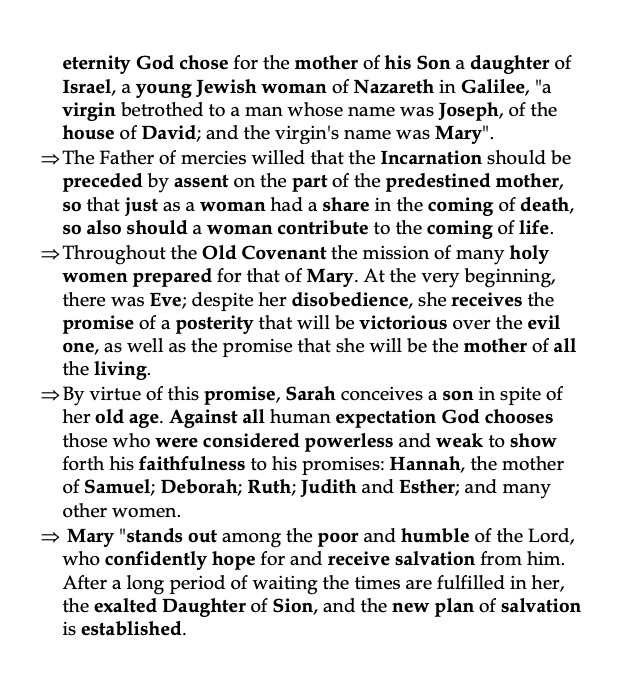 eternity God chose for the mother of his Son a daughter of
Israel, a young Jewish woman of Nazareth in Galilee, "a
virgin betrothed to a man whose name was Joseph, of the
house of David; and the virgin's name was Mary".
⇒ The Father of mercies willed that the Incarnation should be
preceded by assent on the part of the predestined mother,
so that just as a woman had a share in the coming of death,
so also should a woman contribute to the coming of life.
⇒ Throughout the Old Covenant the mission of many holy
women prepared for that of Mary. At the very beginning,
there was Eve; despite her disobedience, she receives the
promise of a posterity that will be victorious over the evil
one, as well as the promise that she will be the mother of all
the living.
⇒ By virtue of this promise, Sarah conceives a son in spite of
her old age. Against all human expectation God chooses
those who were considered powerless and weak to show
forth his faithfulness to his promises: Hannah, the mother
of Samuel; Deborah; Ruth; Judith and Esther; and many
other women.
⇒ Mary "stands out among the poor and humble of the Lord,
who confidently hope for and receive salvation from him.
After a long period of waiting the times are fulfilled in her,
the exalted Daughter of Sion, and the new plan of salvation
is established.